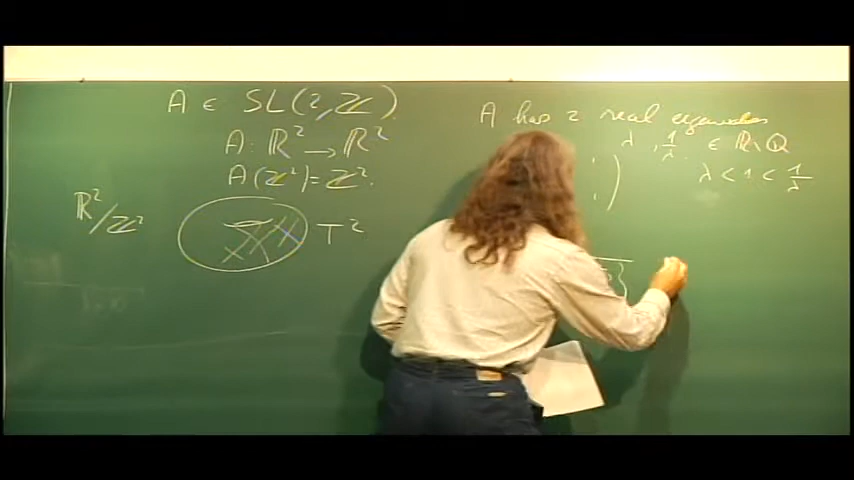 A ∈ SL(2, ℤ).
A: ℝ² → ℝ²
A(ℤ²) = ℤ².
ℝ²/ℤ²
T²
A has 2 real eigenvalues
λ, 1/λ. ∈ ℝ\ℚ
λ < 1 < 1/λ